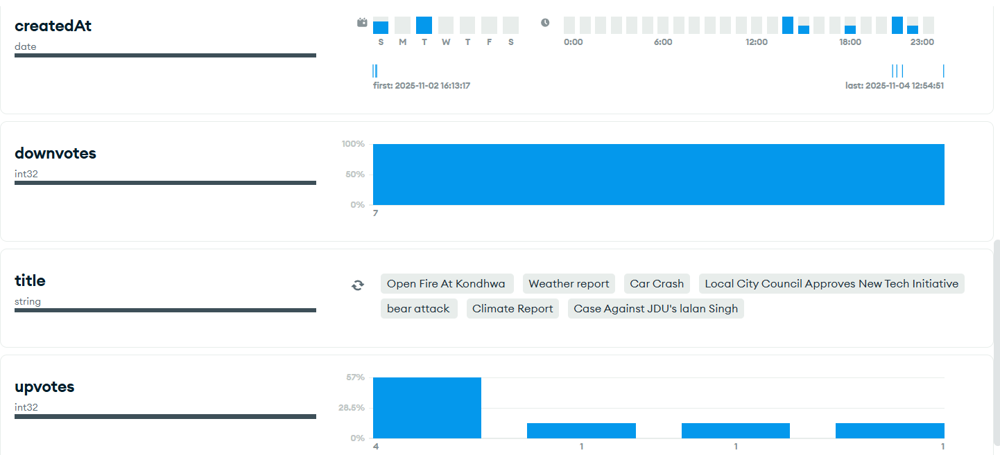 createdAt
date
S M T W T F S
0:00 6:00 12:00 18:00 23:00
first: 2025-11-02 16:13:17 last: 2025-11-04 12:54:51
downvotes
int32
100%
50%
0%
7
title
string
Open Fire At Kondhwa Weather report Car Crash Local City Council Approves New Tech Initiative
bear attack Climate Report Case Against JDU's lalan Singh
upvotes
int32
57%
28.5%
0%
4 1 1 1